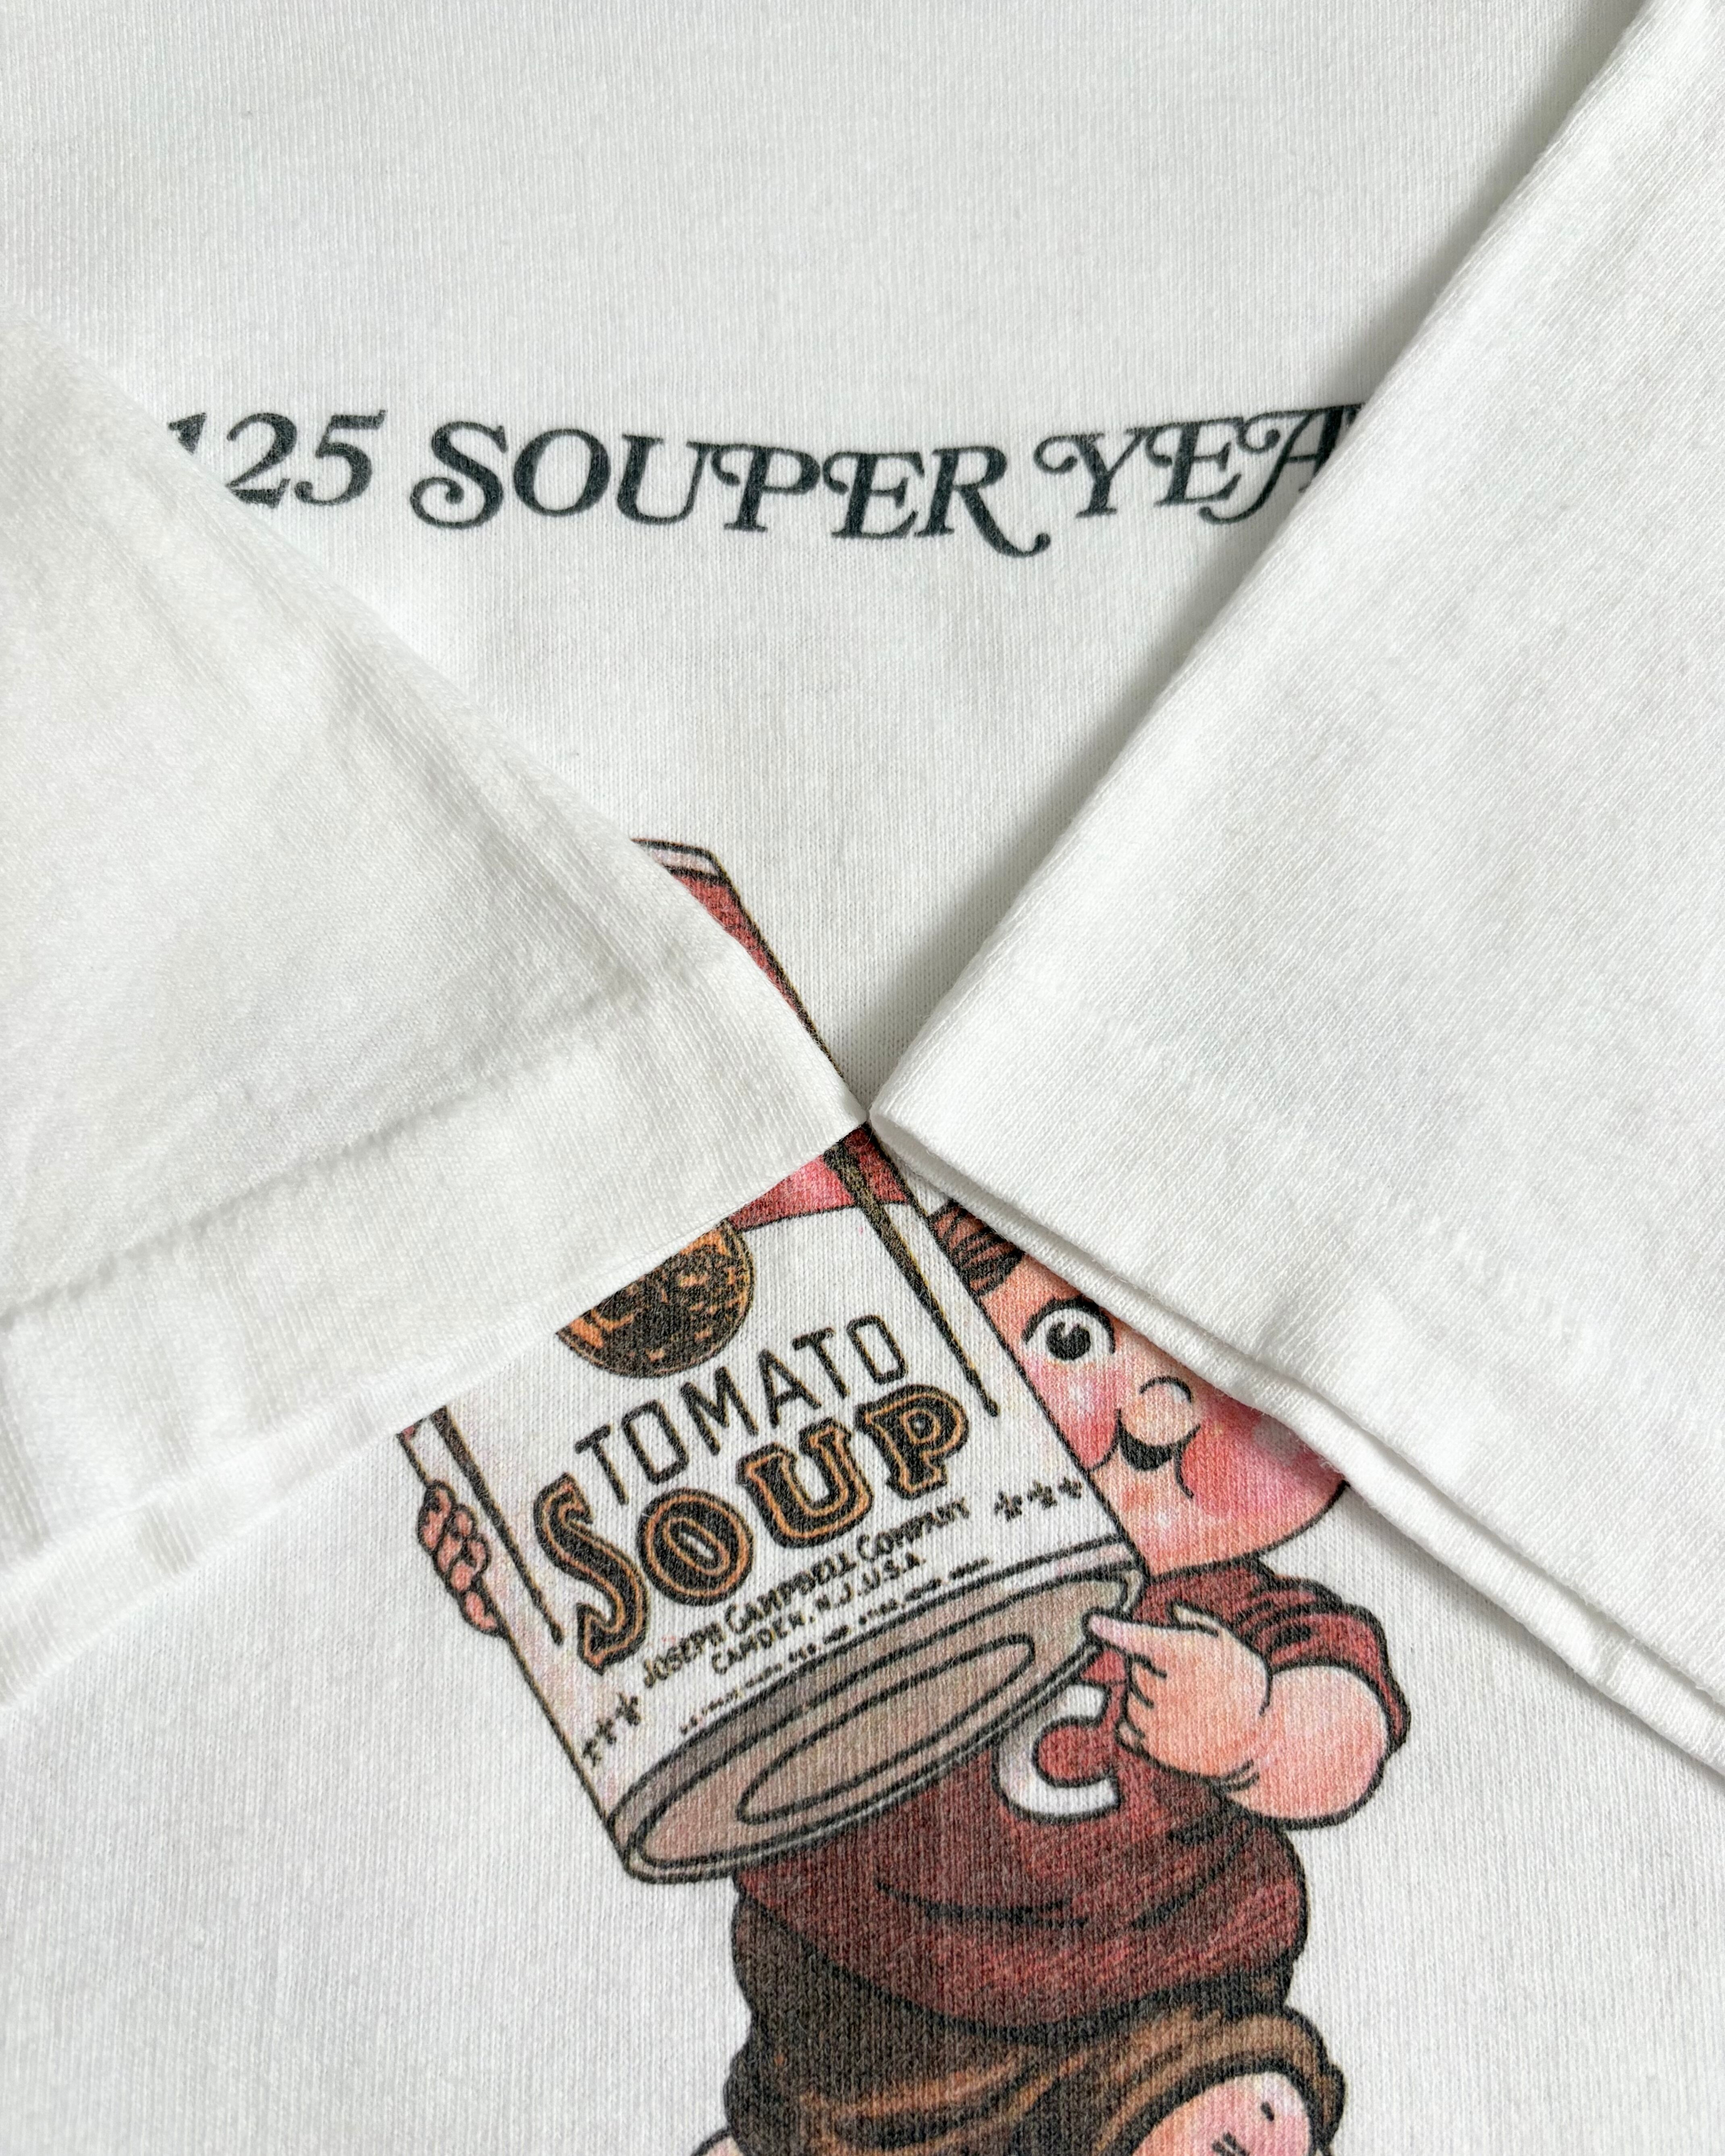 125 SOUPER YEA
TOMATO
SOUP
JOSEPH CAMPBELL COMPANY
CAMDEN, N.J.,U.S.A
C